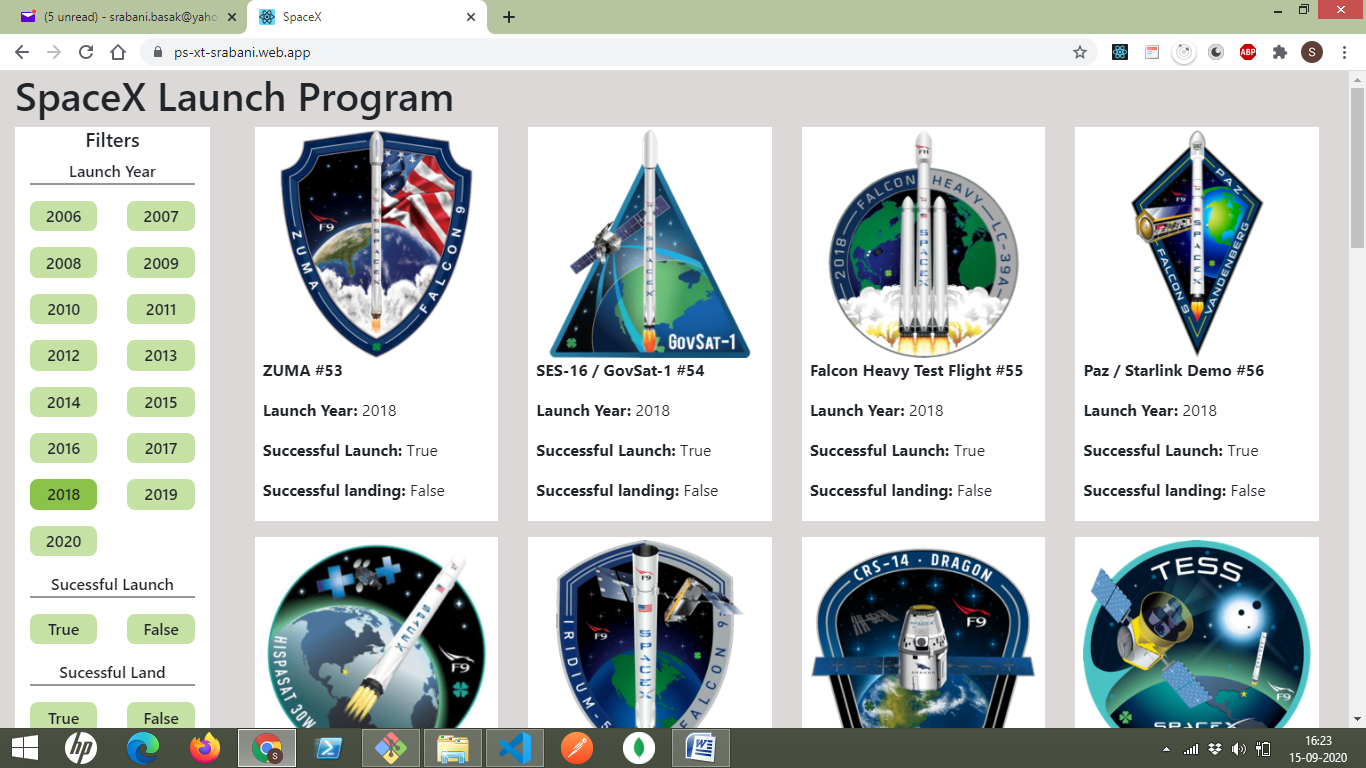 (5 unread) - srabani.basak@yaho
SpaceX
ps-xt-srabani.web.app
ABP
S
SpaceX Launch Program
Filters
Launch Year
2006 2007
2008 2009
2010 2011
2012 2013
2014 2015
2016 2017
2018 2019
2020
Sucessful Launch
True False
Sucessful Land
True False
ZUMA F9 SPACEX FALCON 9
ZUMA #53
Launch Year: 2018
Successful Launch: True
Successful landing: False
SPACEX GOVSAT-1
SES-16 / GovSat-1 #54
Launch Year: 2018
Successful Launch: True
Successful landing: False
2018 FALCON HEAVY LC-39A FH SPACEX
Falcon Heavy Test Flight #55
Launch Year: 2018
Successful Launch: True
Successful landing: False
PAZ F9 SPACEX FALCON 9 VANDENBERG
Paz / Starlink Demo #56
Launch Year: 2018
Successful Launch: True
Successful landing: False
HISPASAT 30W SPACEX F9
IRIDIUM-5 F9 SPACEX FALCON 9
CRS-14 · DRAGON F9
TESS F9 SPACEX
hp
S
W
16:23
15-09-2020